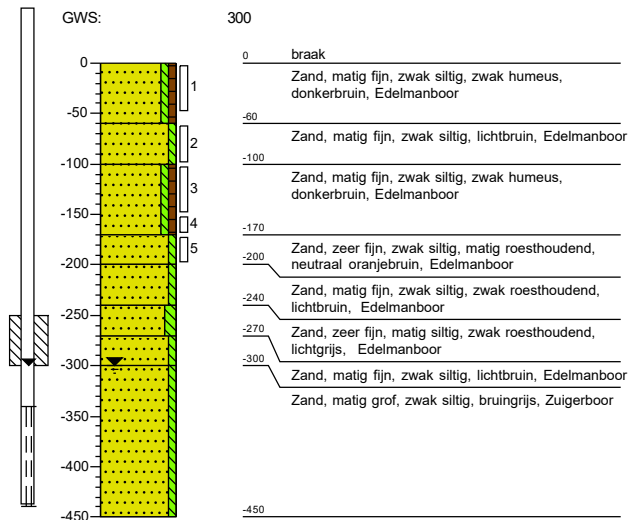 GWS: 300
0
-50
-100
-150
-200
-250
-300
-350
-400
-450
1
2
3
4
5
0 braak
Zand, matig fijn, zwak siltig, zwak humeus,
donkerbruin, Edelmanboor
-60
Zand, matig fijn, zwak siltig, lichtbruin, Edelmanboor
-100
Zand, matig fijn, zwak siltig, zwak humeus,
donkerbruin, Edelmanboor
-170
Zand, zeer fijn, zwak siltig, matig roesthoudend,
neutraal oranjebruin, Edelmanboor
-200
Zand, matig fijn, zwak siltig, zwak roesthoudend,
lichtbruin, Edelmanboor
-240
Zand, zeer fijn, matig siltig, zwak roesthoudend,
lichtgrijs, Edelmanboor
-270
Zand, matig fijn, zwak siltig, lichtbruin, Edelmanboor
-300
Zand, matig grof, zwak siltig, bruingrijs, Zuigerboor
-450